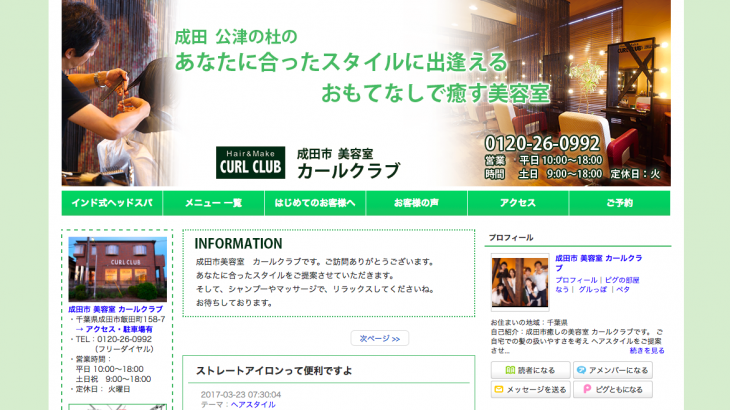 成田 公津の杜の
あなたに合ったスタイルに出逢える
おもてなしで癒す美容室
Hair&Make
CURL CLUB
成田市 美容室
カールクラブ
0120-26-0992
営業 平日 10:00〜18:00
時間 土日 9:00〜18:00 定休日:火
インド式ヘッドスパ
メニュー 一覧
はじめてのお客様へ
お客様の声
アクセス
ご予約
CURL CLUB
成田市 美容室 カールクラブ
・千葉県成田市飯田町158-7
→ アクセス・駐車場有
・TEL:0120-26-0992
(フリーダイヤル)
・営業時間:
平日 10:00〜18:00
土日祝 9:00〜18:00
・定休日: 火曜日
INFORMATION
成田市美容室 カールクラブです。ご訪問ありがとうございます。
あなたに合ったスタイルをご提案させていただきます。
そして、シャンプーやマッサージで、リラックスしてくださいね。
お待ちしております。
次ページ >>
ストレートアイロンって便利ですよ
2017-03-23 07:30:04
テーマ:ヘアスタイル
プロフィール
成田市 美容室 カールクラ
ブ
プロフィール|ピグの部屋
なう|グルっぽ|ペタ
お住まいの地域:千葉県
自己紹介:成田市癒しの美容室 カールクラブです。 ご
自宅での髪の扱いやすさを考え ヘアスタイルをご提案
させ... 続きを見る
読者になる
アメンバーになる
メッセージを送る
ピグともになる